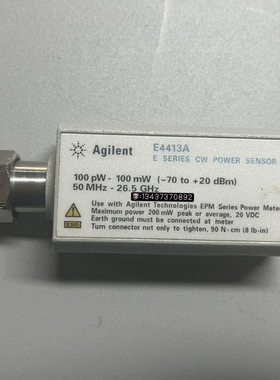 Agilent
E4413A
E SERIES CW POWER SENSOR
100 pW - 100 mW (-70 to +20 dBm)
50 MHz - 26.5 GHz
李:13437370892
Use with Agilent Technologies EPM Series Power Mete
Maximum power 200 mW peak or average, 20 VDC
Earth ground must be connected at meter
Turn connector nut only to tighten, 90 N-cm (8 lb-in)
ESD